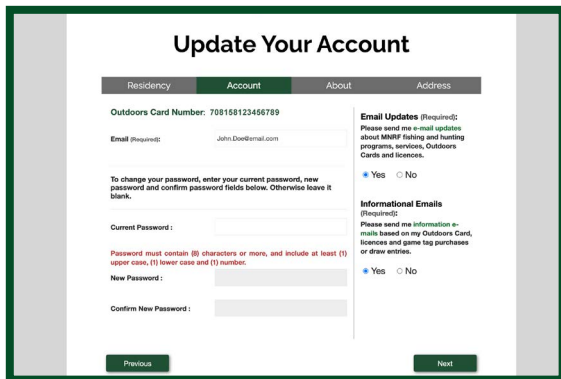 Update Your Account
Residency Account About Address
Outdoors Card Number: 708158123456789
Email (Required): John.Doe@email.com
To change your password, enter your current password, new
password and confirm password fields below. Otherwise leave it
blank.
Current Password :
Password must contain (8) characters or more, and include at least (1)
upper case, (1) lower case and (1) number.
New Password :
Confirm New Password :
Email Updates (Required):
Please send me e-mail updates
about MNRF fishing and hunting
programs, services, Outdoors
Cards and licences.
Yes No
Informational Emails
(Required):
Please send me information e-
mails based on my Outdoors Card,
licences and game tag purchases
or draw entries.
Yes No
Previous Next